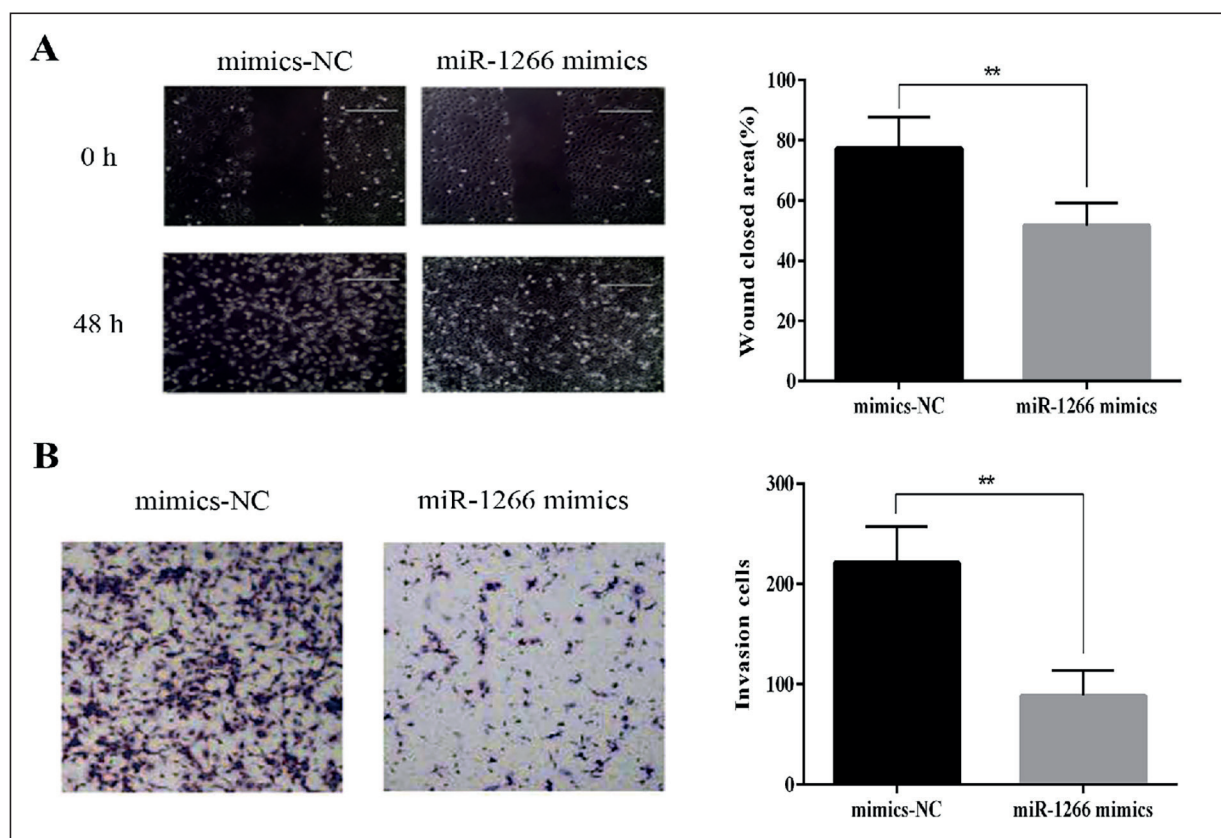 A
mimics-NC
miR-1266 mimics
0 h
48 h
**
Wound closed area(%)
100
80
60
40
20
0
mimics-NC
miR-1266 mimics
B
mimics-NC
miR-1266 mimics
**
Invasion cells
300
200
100
0
mimics-NC
miR-1266 mimics